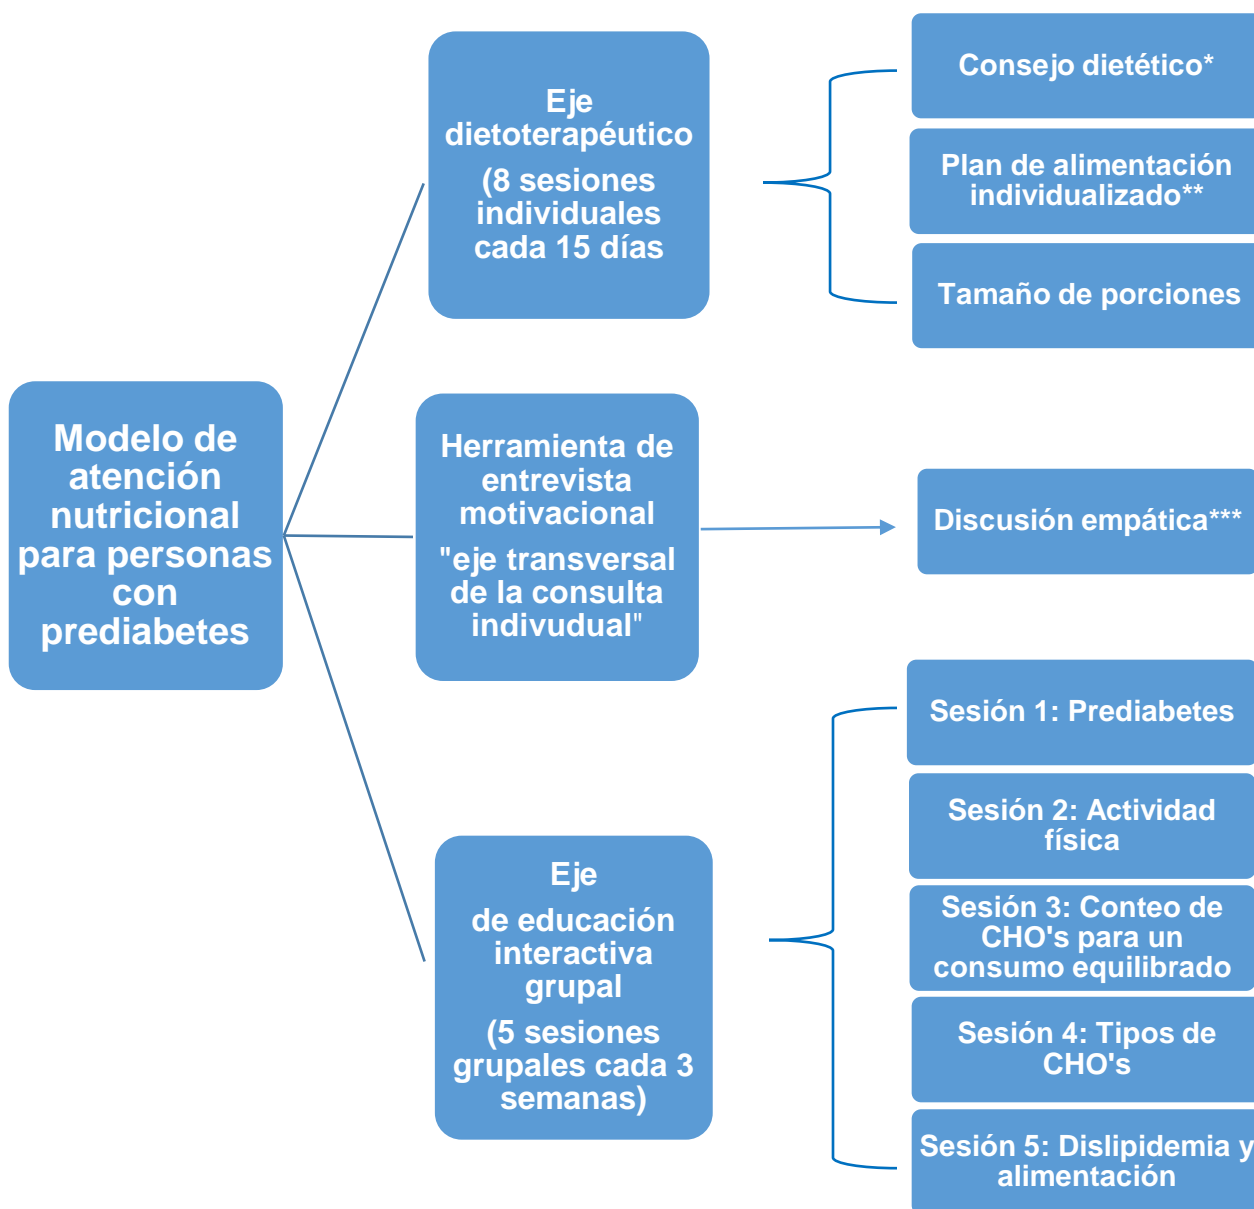 Modelo de
atención
nutricional
para personas
con
prediabetes
Eje
dietoterapéutico
(8 sesiones
individuales
cada 15 días
Consejo dietético*
Plan de alimentación
individualizado**
Tamaño de porciones
Herramienta de
entrevista
motivacional
"eje transversal
de la consulta
indivudual"
Discusión empática***
Eje
de educación
interactiva
grupal
(5 sesiones
grupales cada 3
semanas)
Sesión 1: Prediabetes
Sesión 2: Actividad
física
Sesión 3: Conteo de
CHO's para un
consumo equilibrado
Sesión 4: Tipos de
CHO's
Sesión 5: Dislipidemia y
alimentación